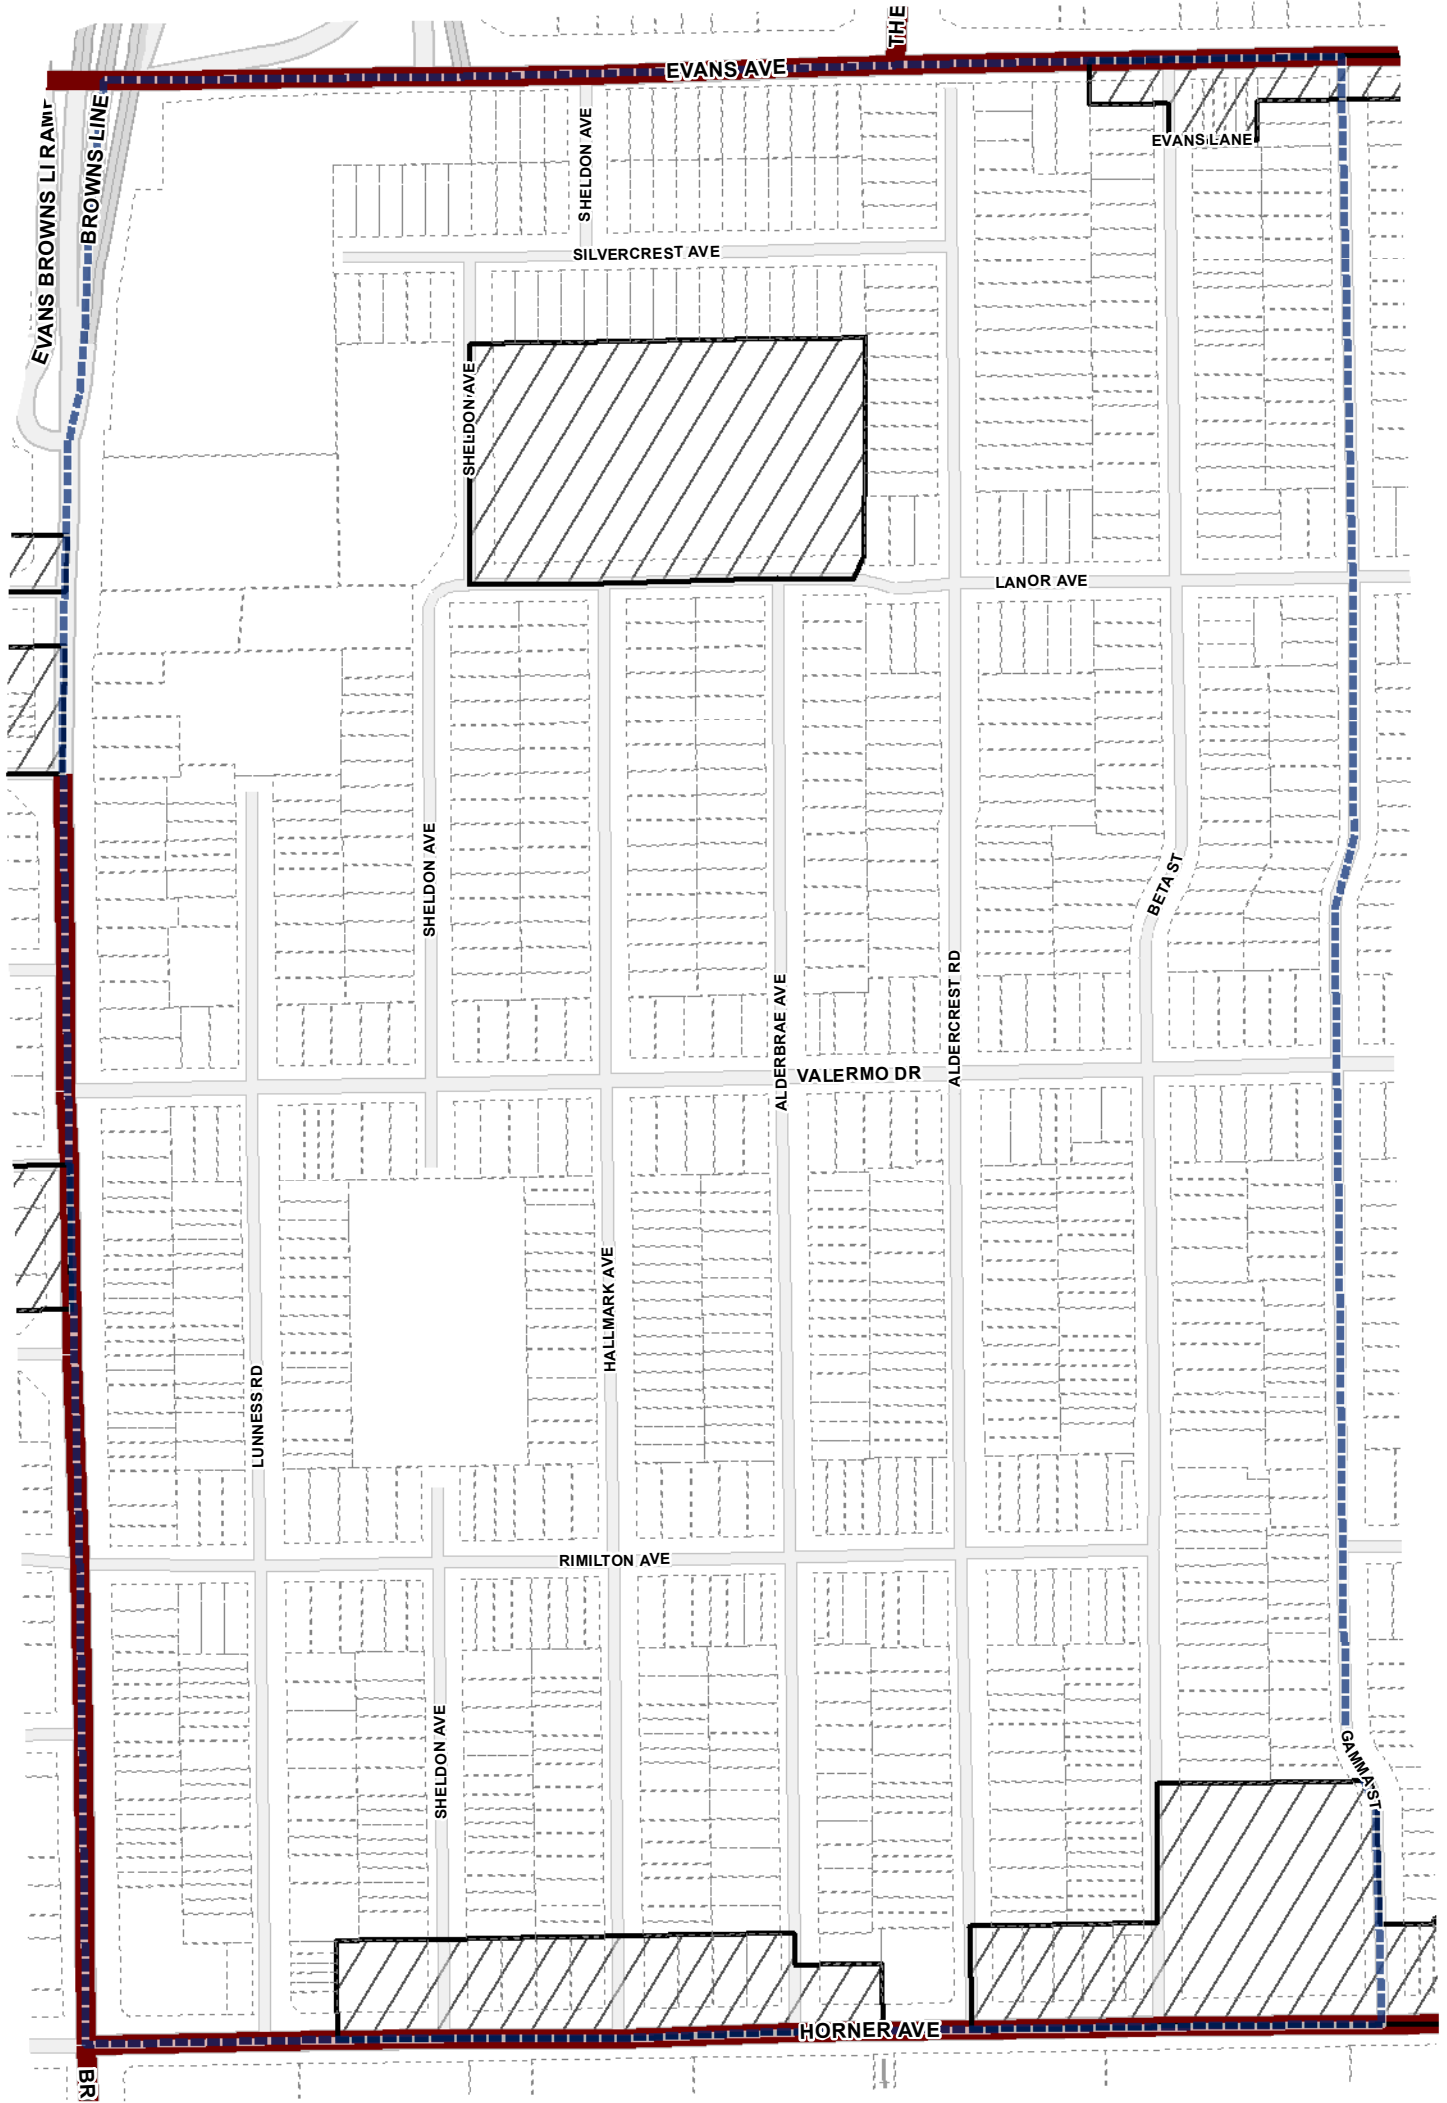 THE
EVANS AVE
EVANS BROWNS LI RAMP
BROWNS LINE
SHELDON AVE
EVANS LANE
SILVERCREST AVE
SHELDON AVE
LANOR AVE
SHELDON AVE
BETA ST
ALDERBRAE AVE
ALDERCREST RD
VALERMO DR
HALLMARK AVE
LUNNESS RD
RIMILTON AVE
SHELDON AVE
GAMMA ST
HORNER AVE
BR